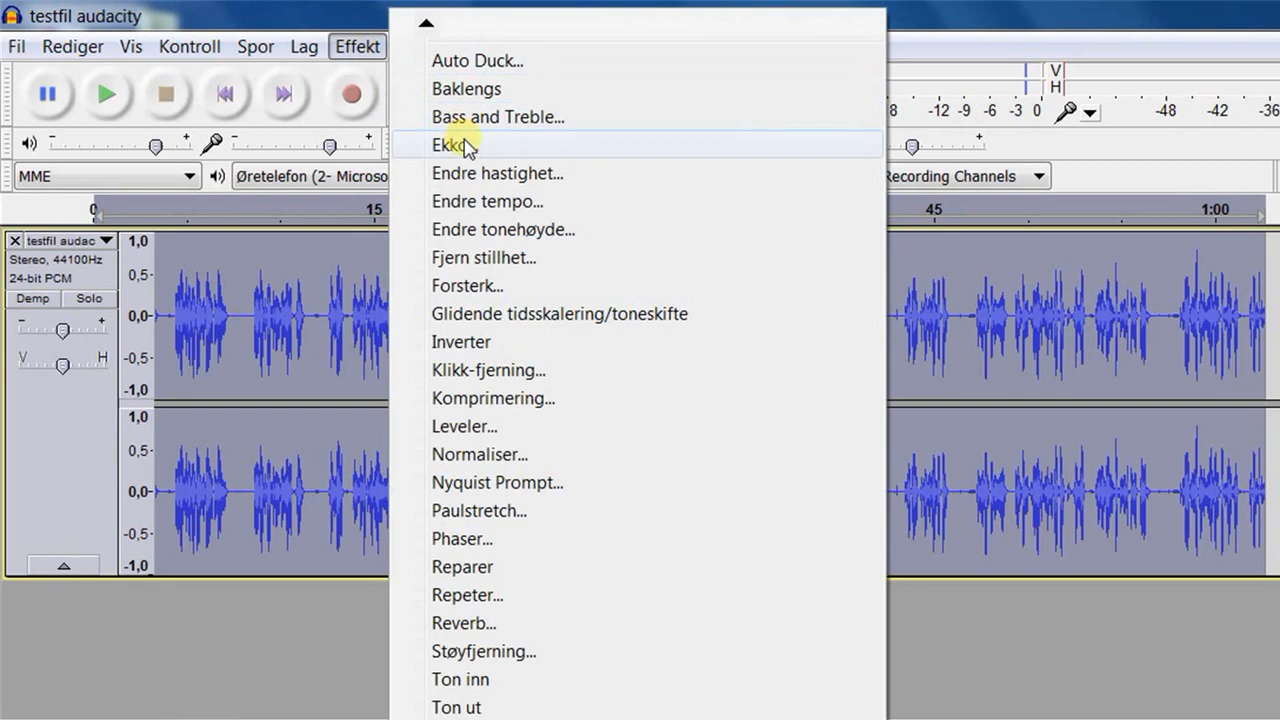 testfil audacity
Fil Rediger Vis Kontroll Spor Lag Effekt
Auto Duck...
Baklengs
Bass and Treble...
Endre hastighet...
Endre tempo...
Endre tonehøyde...
Fjern stillhet...
Forsterk...
Glidende tidsskalering/toneskifte
Inverter
Klikk-fjerning...
Komprimering...
Leveler...
Normaliser...
Nyquist Prompt...
Paulstretch...
Phaser...
Reparer
Repeter...
Reverb...
Støyfjerning...
Ton inn
Ton ut
V
H
-9 -6 -3 0 -48 -42 -36
- + - +
+
MME Øretelefon (2- Microso Recording Channels
0 15 45 1:00
testfil audac
Stereo, 44100Hz
24-bit PCM
Demp Solo
- +
V H
1,0
0,5-
0,0-
-0,5-
-1,0
1,0
0,5-
0,0-
-0,5-
-1,0